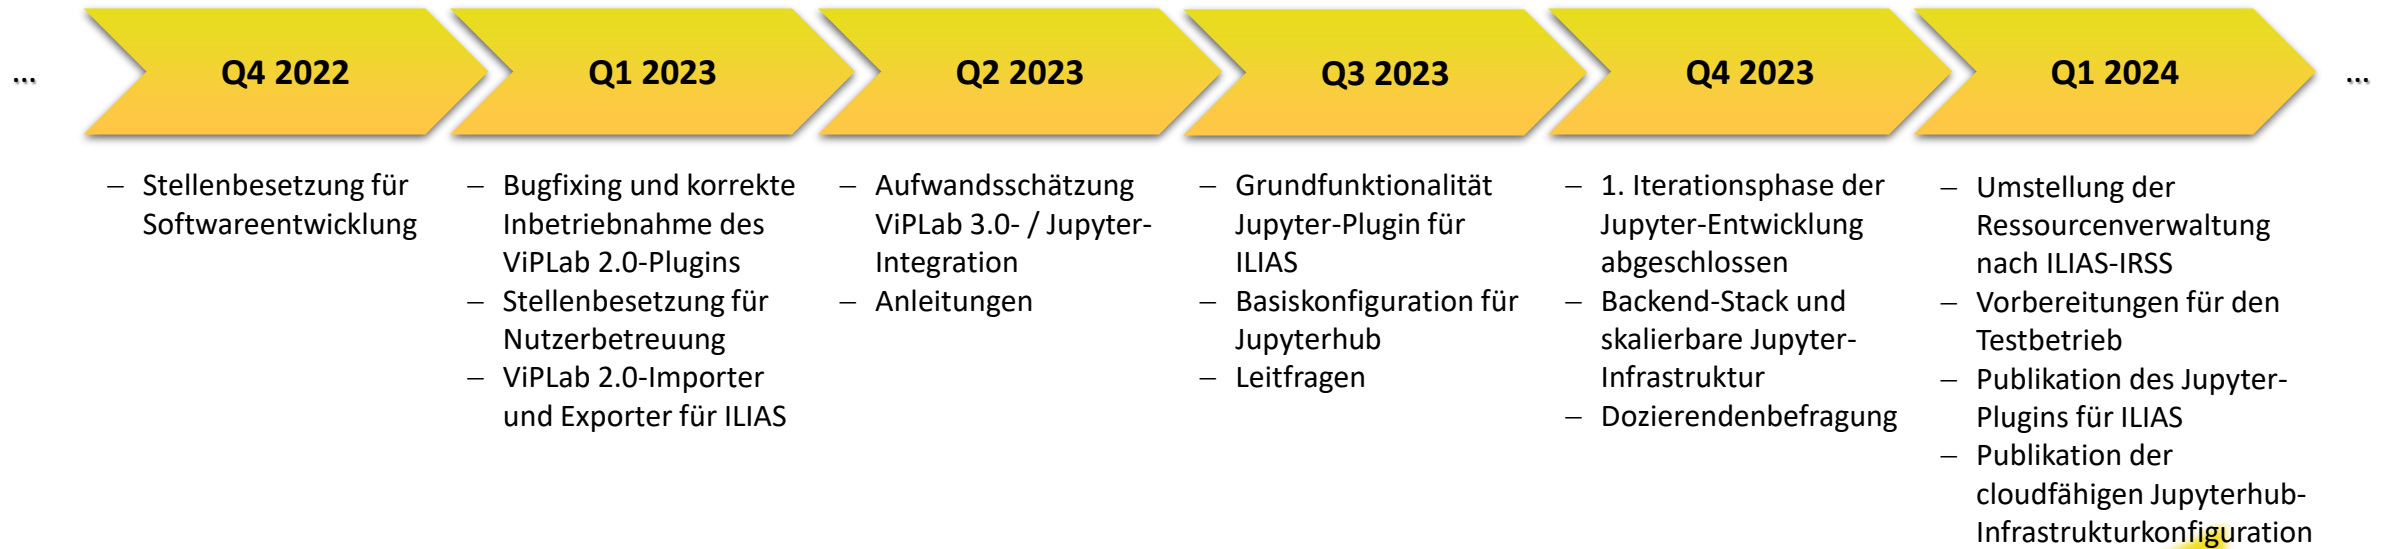 ...
Q4 2022
Q1 2023
Q2 2023
Q3 2023
Q4 2023
Q1 2024
...
– Stellenbesetzung für
Softwareentwicklung
– Bugfixing und korrekte
Inbetriebnahme des
ViPLab 2.0-Plugins
– Stellenbesetzung für
Nutzerbetreuung
– ViPLab 2.0-Importer
und Exporter für ILIAS
– Aufwandsschätzung
ViPLab 3.0- / Jupyter-
Integration
– Anleitungen
– Grundfunktionalität
Jupyter-Plugin für
ILIAS
– Basiskonfiguration für
Jupyterhub
– Leitfragen
– 1. Iterationsphase der
Jupyter-Entwicklung
abgeschlossen
– Backend-Stack und
skalierbare Jupyter-
Infrastruktur
– Dozierendenbefragung
– Umstellung der
Ressourcenverwaltung
nach ILIAS-IRSS
– Vorbereitungen für den
Testbetrieb
– Publikation des Jupyter-
Plugins für ILIAS
– Publikation der
cloudfähigen Jupyterhub-
Infrastrukturkonfiguration